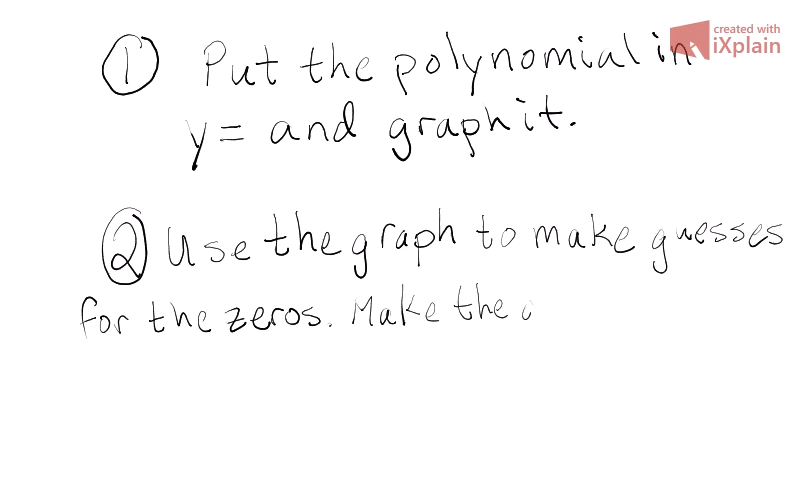 created with
iXplain
① Put the polynomial in
y= and graph it.
② Use the graph to make guesses
for the zeros. Make the